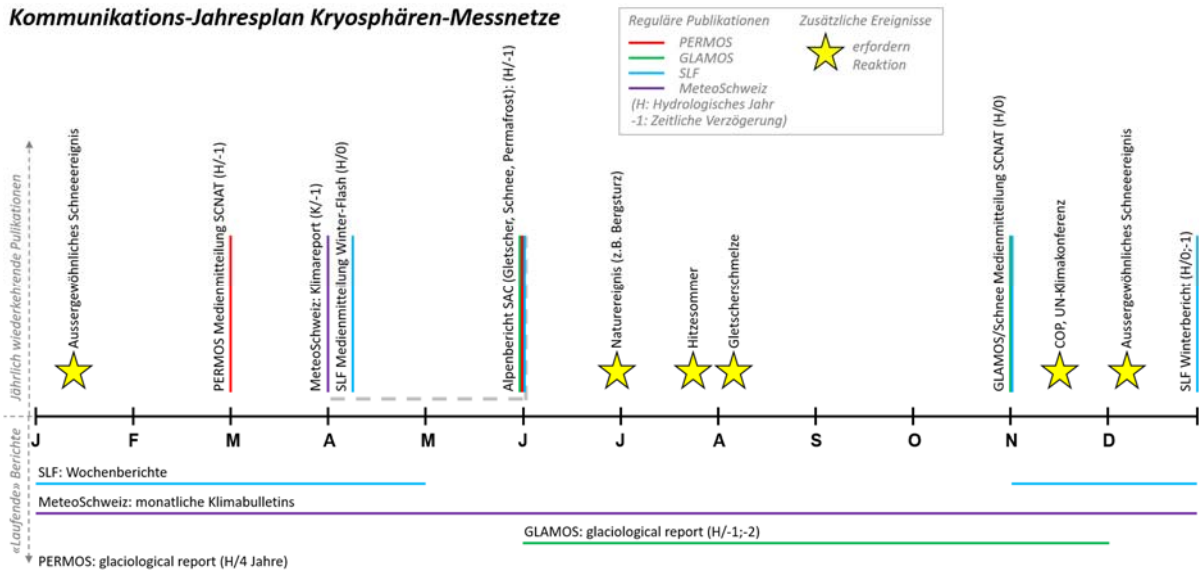 Kommunikations-Jahresplan Kryosphären-Messnetze
Reguläre Publikationen
PERMOS
GLAMOS
SLF
MeteoSchweiz
(H: Hydrologisches Jahr
-1: Zeitliche Verzögerung)
Zusätzliche Ereignisse
erfordern
Reaktion
Jährlich wiederkehrende Pulikationen
Aussergewöhnliches Schneeereignis
PERMOS Medienmitteilung SCNAT (H/-1)
MeteoSchweiz: Klimareport (K/-1)
SLF Medienmitteilung Winter-Flash (H/0)
Alpenbericht SAC (Gletscher, Schnee, Permafrost): (H/-1)
Naturereignis (z.B. Bergsturz)
Hitzesommer
Gletscherschmelze
GLAMOS/Schnee Medienmitteilung SCNAT (H/0)
COP, UN-Klimakonferenz
Aussergewöhnliches Schneeereignis
SLF Winterbericht (H/0;-1)
J F M A M J J A S O N D
«Laufende» Berichte
SLF: Wochenberichte
MeteoSchweiz: monatliche Klimabulletins
GLAMOS: glaciological report (H/-1;-2)
PERMOS: glaciological report (H/4 Jahre)